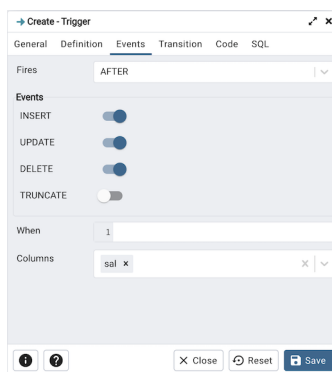 Create - Trigger
General Definition Events Transition Code SQL
Fires AFTER
Events
INSERT
UPDATE
DELETE
TRUNCATE
When 1
Columns sal
Close Reset Save